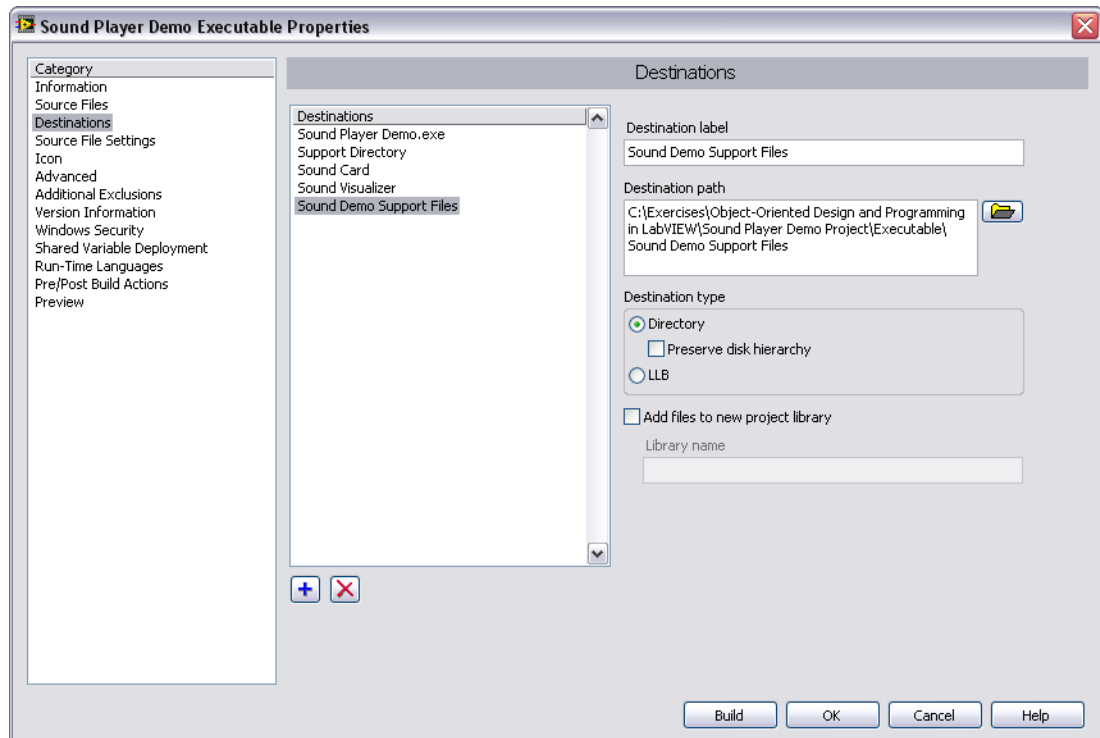 Sound Player Demo Executable Properties
Category
Information
Source Files
Destinations
Source File Settings
Icon
Advanced
Additional Exclusions
Version Information
Windows Security
Shared Variable Deployment
Run-Time Languages
Pre/Post Build Actions
Preview
Destinations
Destinations
Sound Player Demo.exe
Support Directory
Sound Card
Sound Visualizer
Sound Demo Support Files
Destination label
Sound Demo Support Files
Destination path
C:\Exercises\Object-Oriented Design and Programming
in LabVIEW\Sound Player Demo Project\Executable\
Sound Demo Support Files
Destination type
Directory
Preserve disk hierarchy
LLB
Add files to new project library
Library name
Build
OK
Cancel
Help